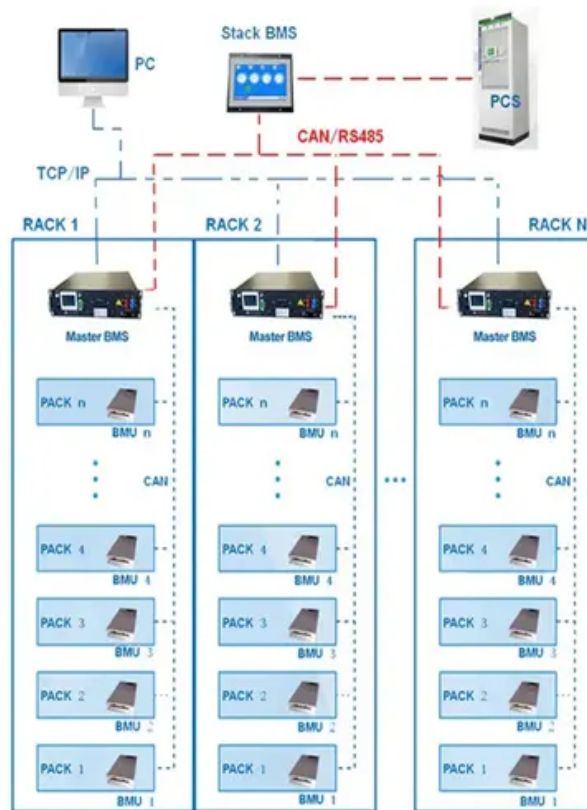 Stack BMS
PC
PCS
CAN/RS485
TCP/IP
RACK 1
RACK 2
RACK N
Master BMS
Master BMS
Master BMS
PACK n
BMU n
PACK n
BMU n
PACK n
BMU n
CAN
CAN
CAN
PACK 4
BMU 4
PACK 4
BMU 4
PACK 4
BMU 4
PACK 3
BMU 3
PACK 3
BMU 3
PACK 3
BMU 3
PACK 2
BMU 2
PACK 2
BMU 2
PACK 2
BMU 2
PACK 1
BMU 1
PACK 1
BMU 1
PACK 1
BMU 1